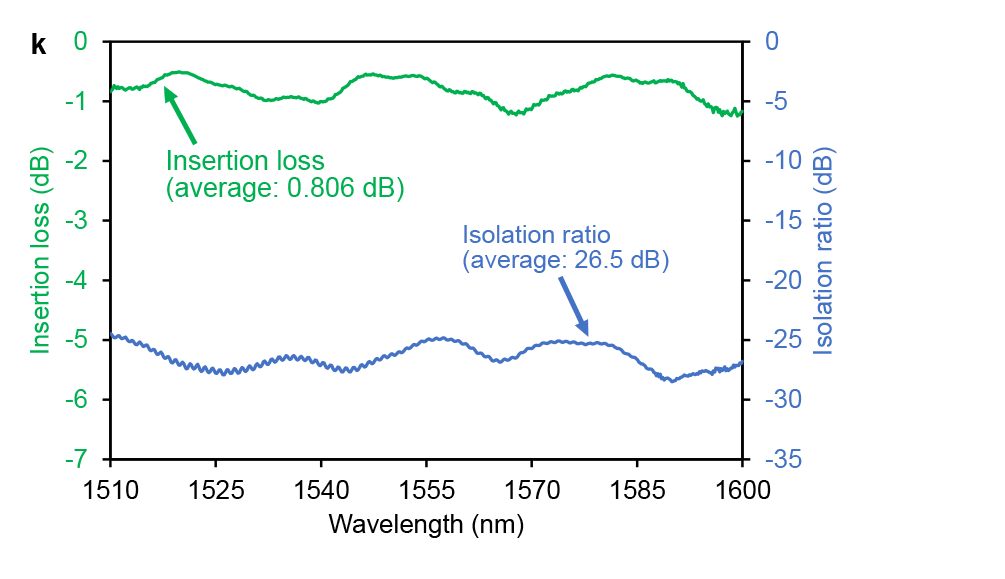 k
0
-1
-2
-3
-4
-5
-6
-7
Insertion loss (dB)
Insertion loss
(average: 0.806 dB)
Isolation ratio
(average: 26.5 dB)
0
-5
-10
-15
-20
-25
-30
-35
Isolation ratio (dB)
1510 1525 1540 1555 1570 1585 1600
Wavelength (nm)